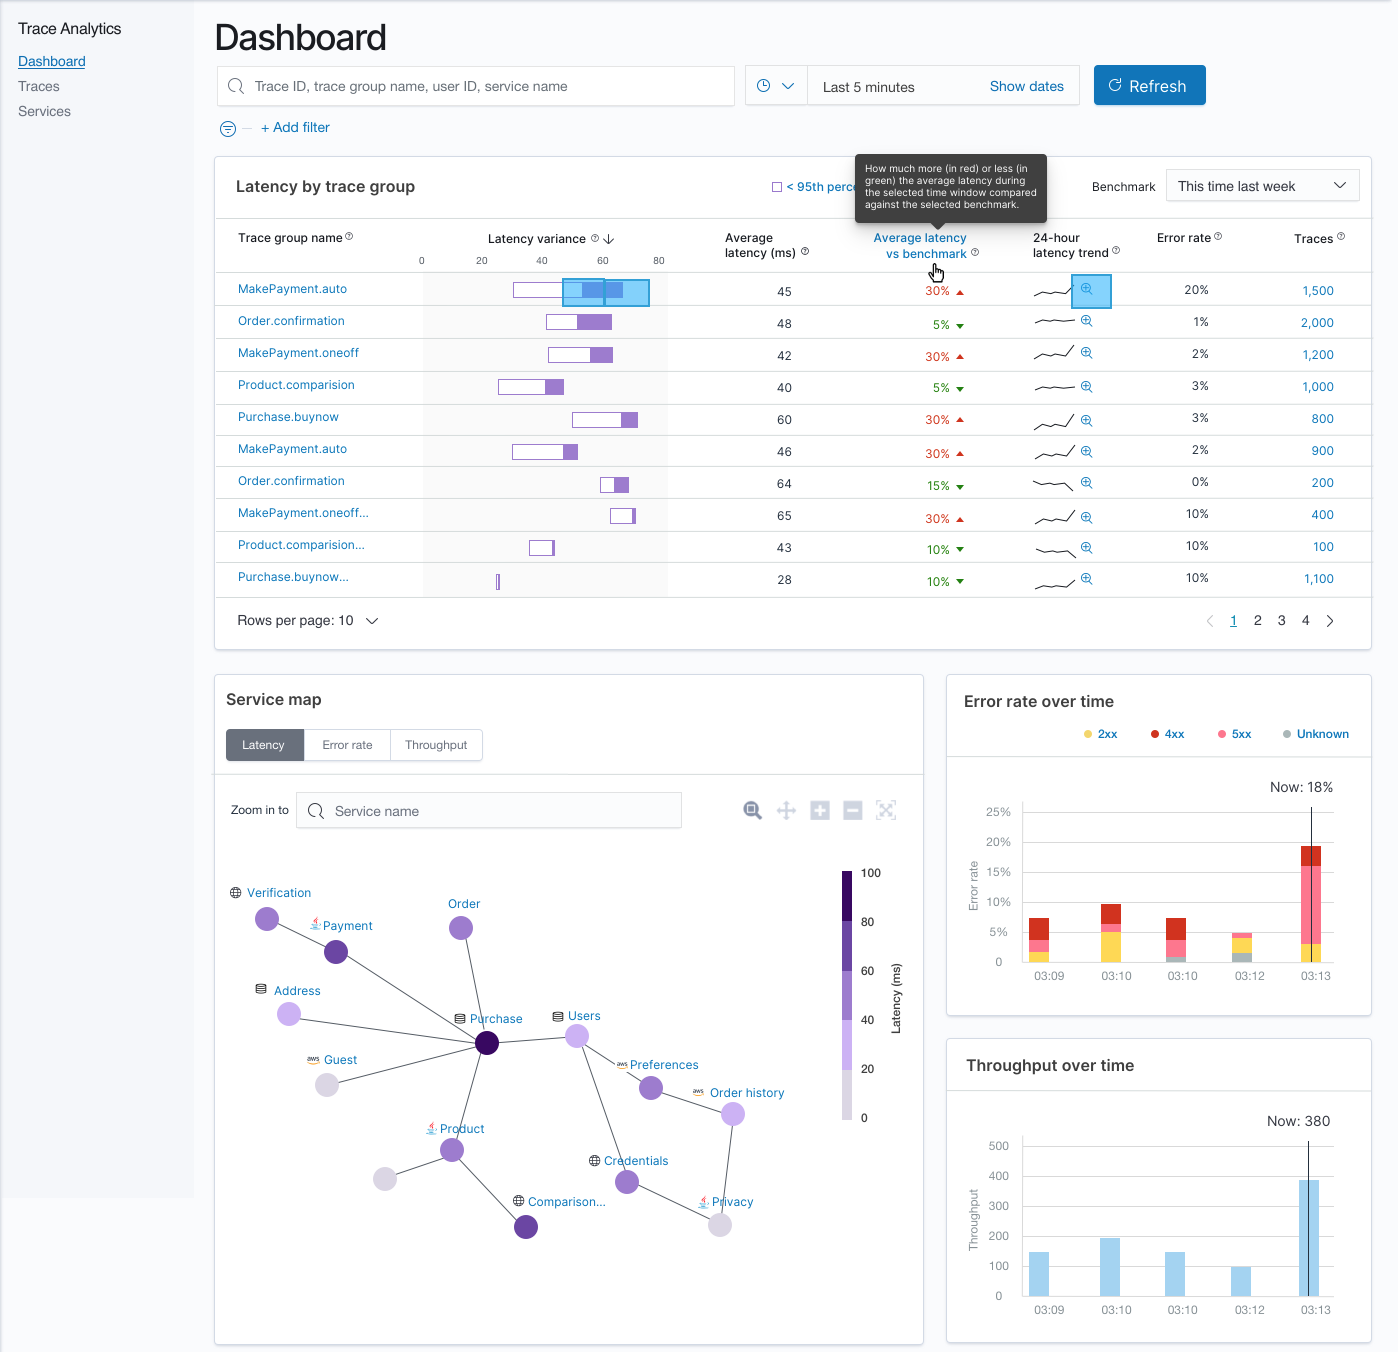 Trace Analytics
Dashboard
Traces
Services
Dashboard
Trace ID, trace group name, user ID, service name
Last 5 minutes
Show dates
Refresh
+ Add filter
How much more (in red) or less (in
green) the average latency during
the selected time window compared
against the selected benchmark.
Latency by trace group
< 95th perc
Benchmark
This time last week
Trace group name
Latency variance
0 20 40 60 80
Average
latency (ms)
Average latency
vs benchmark
24-hour
latency trend
Error rate
Traces
MakePayment.auto 45 30% 20% 1,500
Order.confirmation 48 5% 1% 2,000
MakePayment.oneoff 42 30% 2% 1,200
Product.comparision 40 5% 3% 1,000
Purchase.buynow 60 30% 3% 800
MakePayment.auto 46 30% 2% 900
Order.confirmation 64 15% 0% 200
MakePayment.oneoff... 65 30% 10% 400
Product.comparision... 43 10% 10% 100
Purchase.buynow... 28 10% 10% 1,100
Rows per page: 10
1 2 3 4
Service map
Latency
Error rate
Throughput
Zoom in to
Service name
Verification
Payment
Order
Address
Purchase
Users
aws Guest
aws Preferences
aws Order history
Product
Credentials
Comparison...
Privacy
100
80
60
40
20
0
Latency (ms)
Error rate over time
2xx
4xx
5xx
Unknown
Now: 18%
25%
20%
15%
10%
5%
0
Error rate
03:09 03:10 03:10 03:12 03:13
Throughput over time
Now: 380
500
400
300
200
100
0
Throughput
03:09 03:10 03:10 03:12 03:13